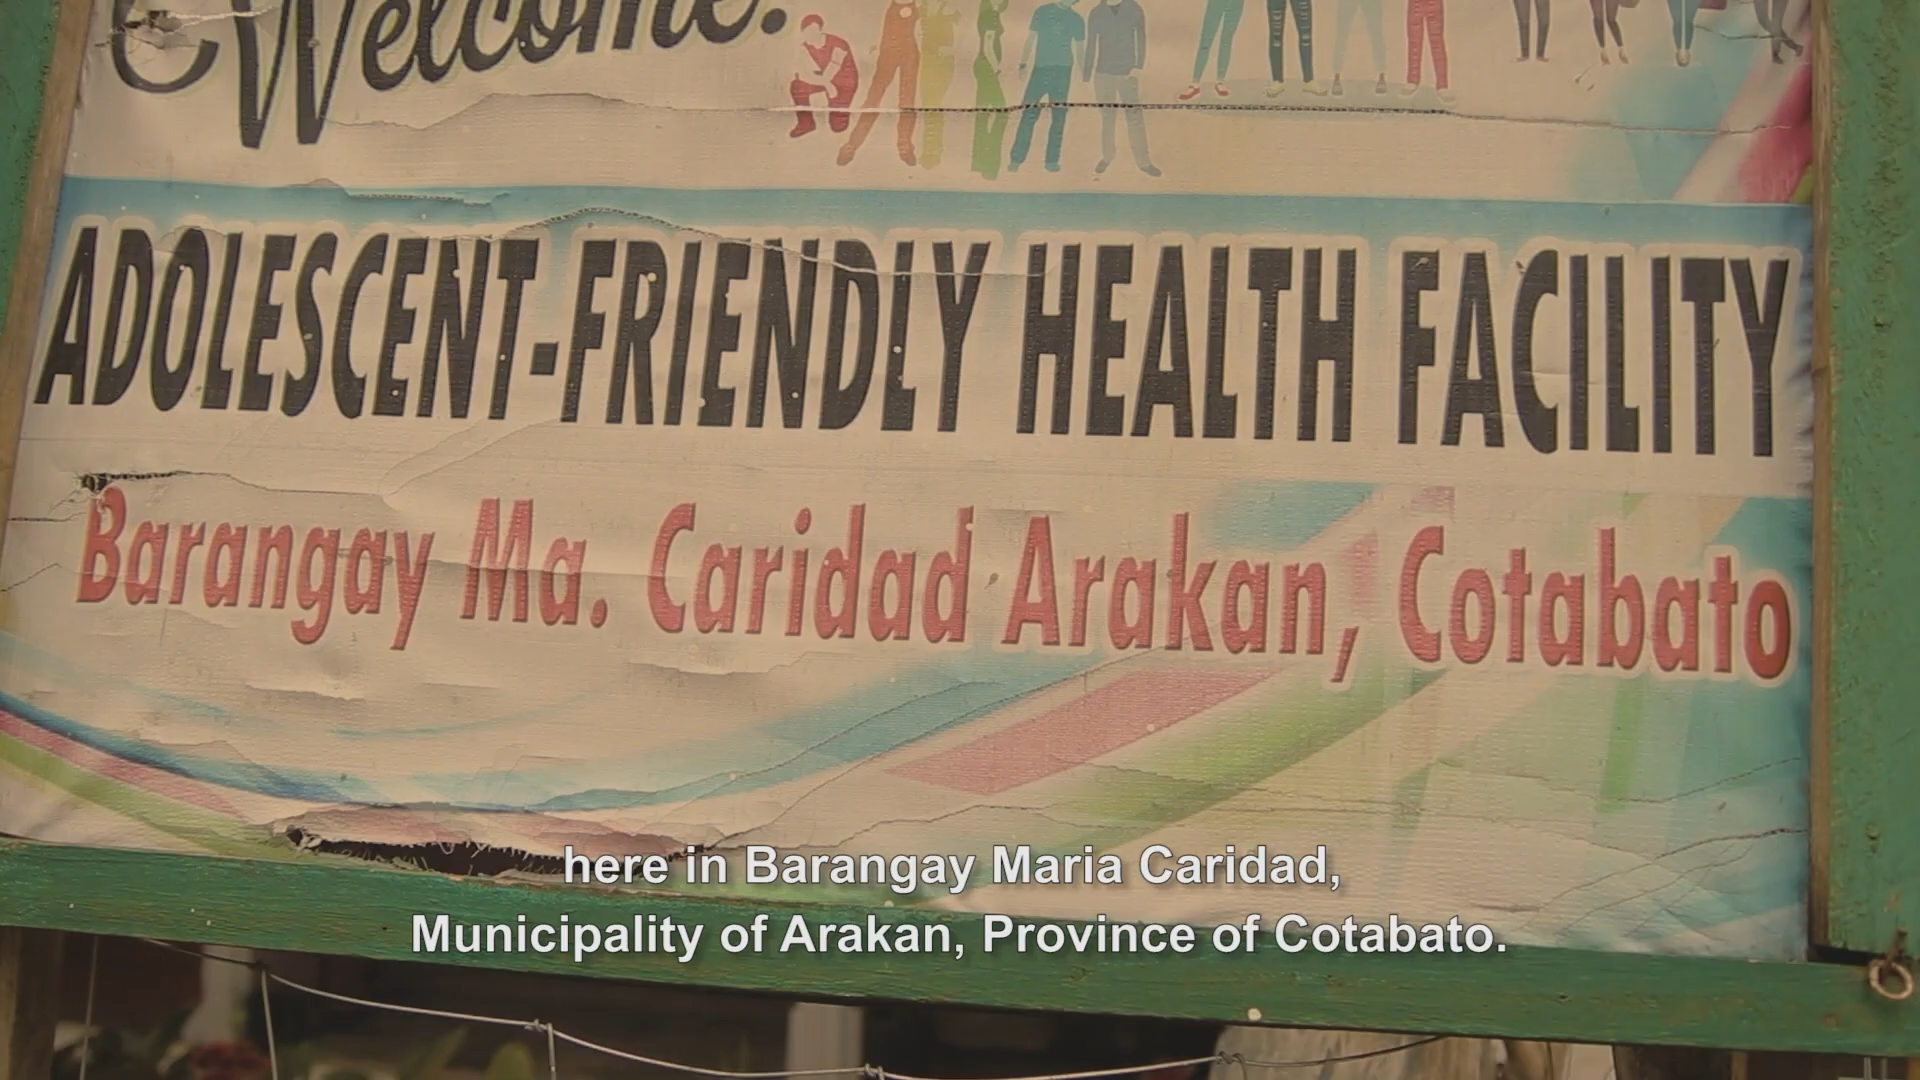 Welcome!
ADOLESCENT-FRIENDLY HEALTH FACILITY
Barangay Ma. Caridad Arakan, Cotabato
here in Barangay Maria Caridad,
Municipality of Arakan, Province of Cotabato.